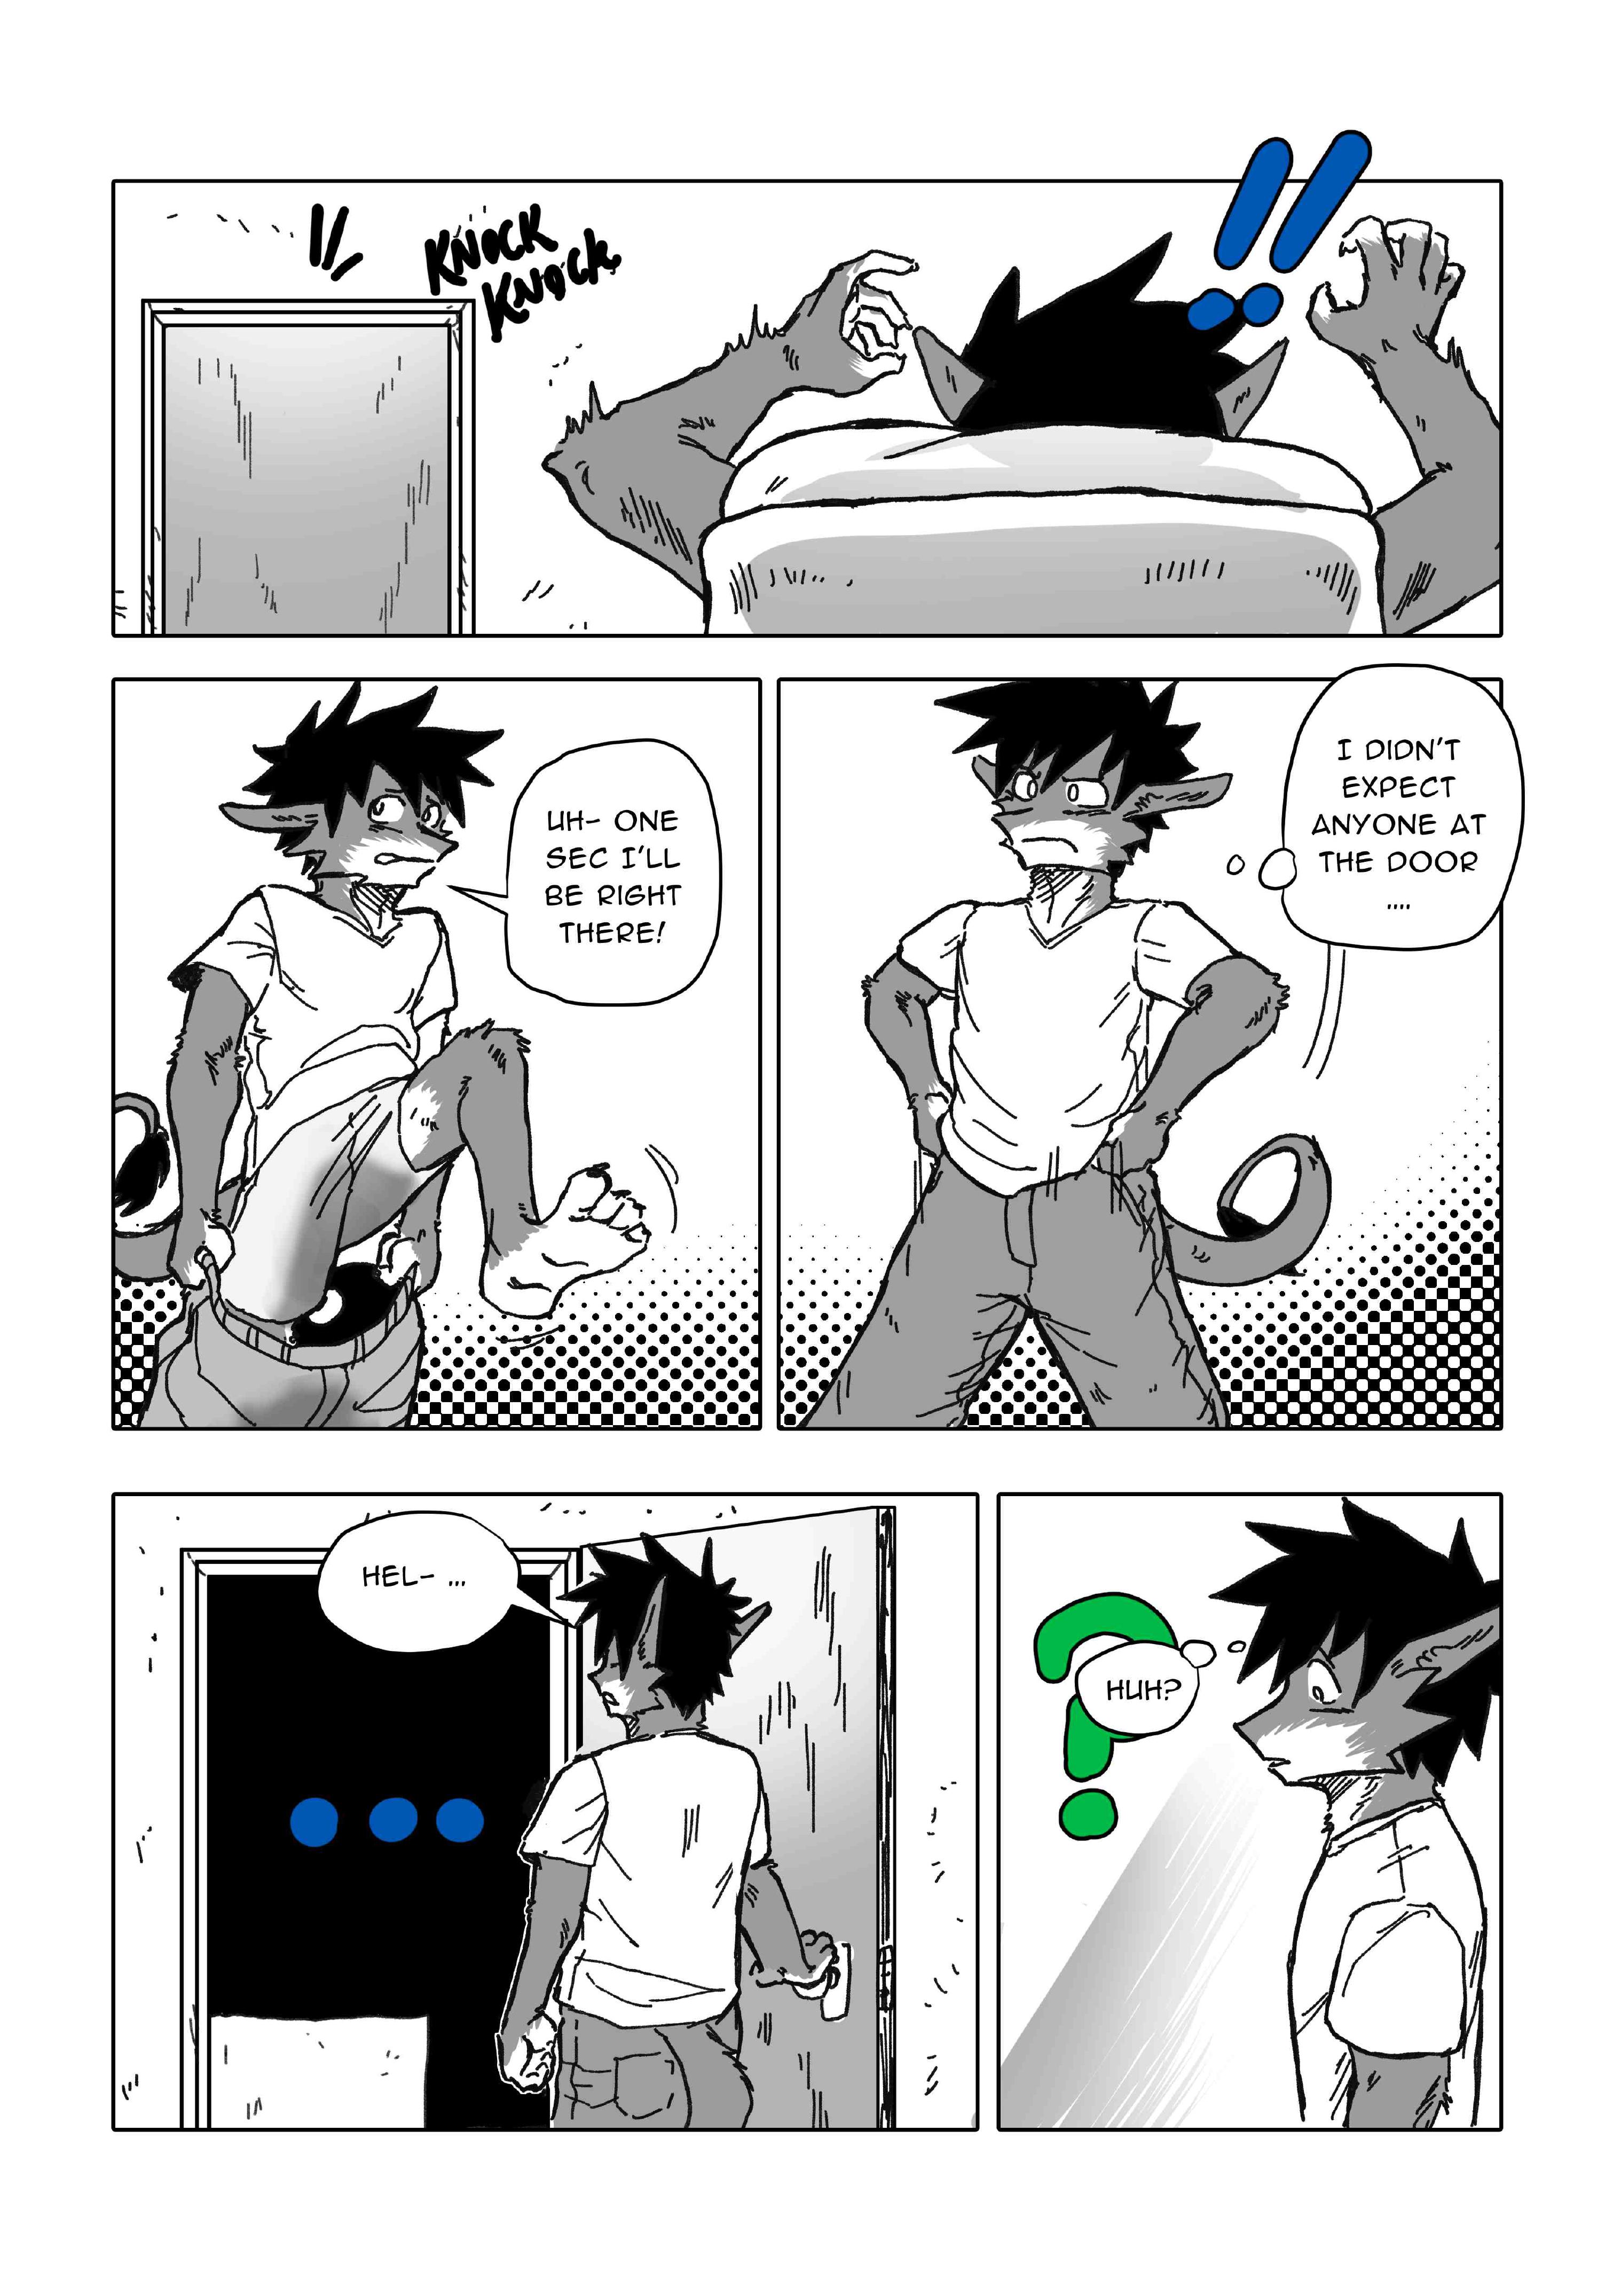 KNOCK
KNOCK
!!
UH- ONE
SEC I'LL
BE RIGHT
THERE!
I DIDN'T
EXPECT
ANYONE AT
THE DOOR
....
HEL- ...
...
?
HUH?